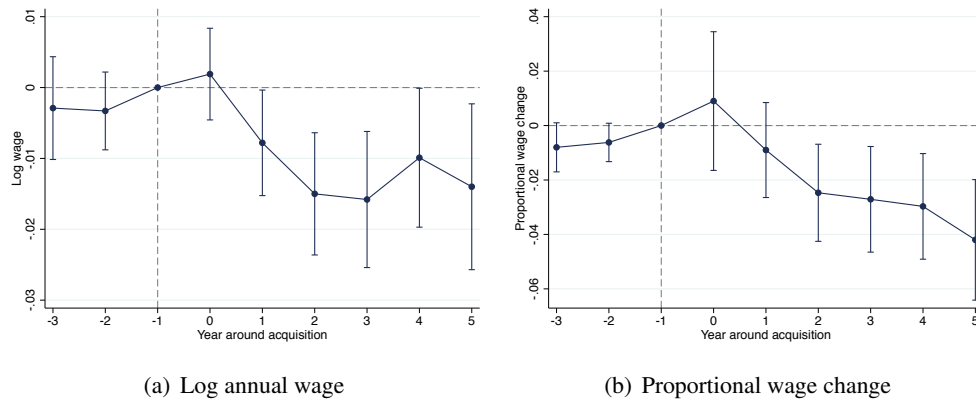 .01
0
-.01
-.02
-.03
Log wage
-3 -2 -1 0 1 2 3 4 5
Year around acquisition
(a) Log annual wage
.04
.02
0
-.02
-.04
-.06
Proportional wage change
-3 -2 -1 0 1 2 3 4 5
Year around acquisition
(b) Proportional wage change